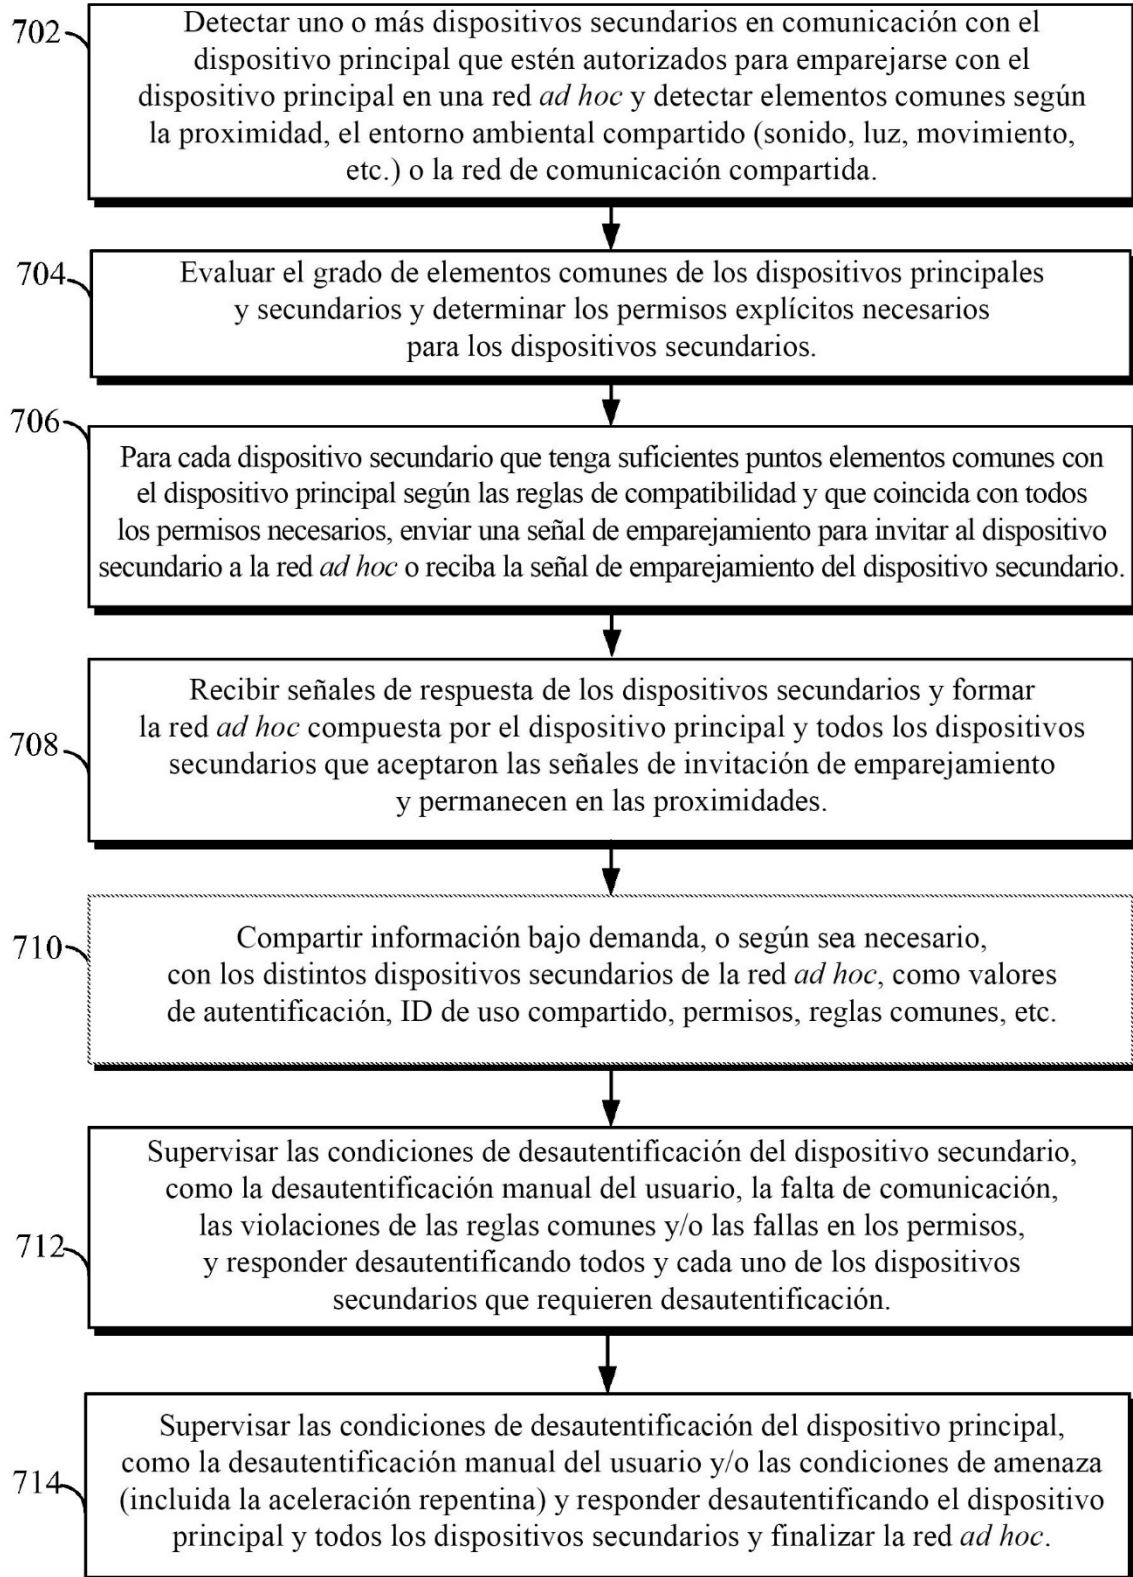 702
Detectar uno o más dispositivos secundarios en comunicación con el
dispositivo principal que estén autorizados para emparejarse con el
dispositivo principal en una red ad hoc y detectar elementos comunes según
la proximidad, el entorno ambiental compartido (sonido, luz, movimiento,
etc.) o la red de comunicación compartida.
704
Evaluar el grado de elementos comunes de los dispositivos principales
y secundarios y determinar los permisos explícitos necesarios
para los dispositivos secundarios.
706
Para cada dispositivo secundario que tenga suficientes puntos elementos comunes con
el dispositivo principal según las reglas de compatibilidad y que coincida con todos
los permisos necesarios, enviar una señal de emparejamiento para invitar al dispositivo
secundario a la red ad hoc o reciba la señal de emparejamiento del dispositivo secundario.
708
Recibir señales de respuesta de los dispositivos secundarios y formar
la red ad hoc compuesta por el dispositivo principal y todos los dispositivos
secundarios que aceptaron las señales de invitación de emparejamiento
y permanecen en las proximidades.
710
Compartir información bajo demanda, o según sea necesario,
con los distintos dispositivos secundarios de la red ad hoc, como valores
de autentificación, ID de uso compartido, permisos, reglas comunes, etc.
712
Supervisar las condiciones de desautentificación del dispositivo secundario,
como la desautentificación manual del usuario, la falta de comunicación,
las violaciones de las reglas comunes y/o las fallas en los permisos,
y responder desautentificando todos y cada uno de los dispositivos
secundarios que requieren desautentificación.
714
Supervisar las condiciones de desautentificación del dispositivo principal,
como la desautentificación manual del usuario y/o las condiciones de amenaza
(incluida la aceleración repentina) y responder desautentificando el dispositivo
principal y todos los dispositivos secundarios y finalizar la red ad hoc.